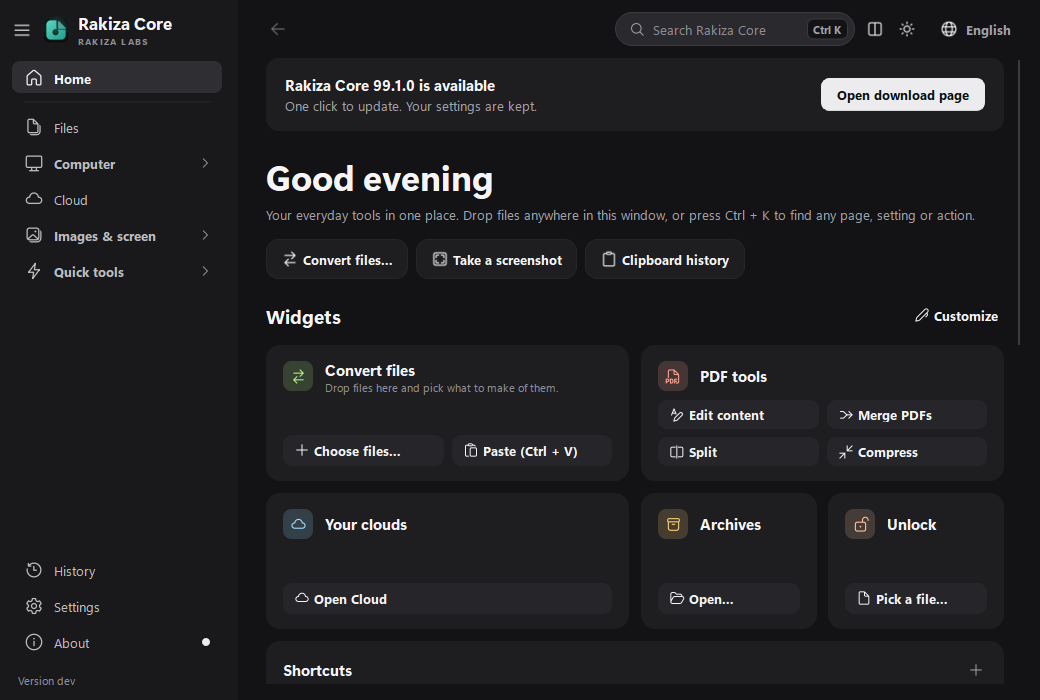 Rakiza Core
RAKIZA LABS
Search Rakiza Core
Ctrl K
English
Home
Files
Computer
Cloud
Images & screen
Quick tools
History
Settings
About
Version dev
Rakiza Core 99.1.0 is available
One click to update. Your settings are kept.
Open download page
Good evening
Your everyday tools in one place. Drop files anywhere in this window, or press Ctrl + K to find any page, setting or action.
Convert files...
Take a screenshot
Clipboard history
Widgets
Customize
Convert files
Drop files here and pick what to make of them.
Choose files...
Paste (Ctrl + V)
PDF tools
Edit content
Merge PDFs
Split
Compress
Your clouds
Open Cloud
Archives
Open...
Unlock
Pick a file...
Shortcuts